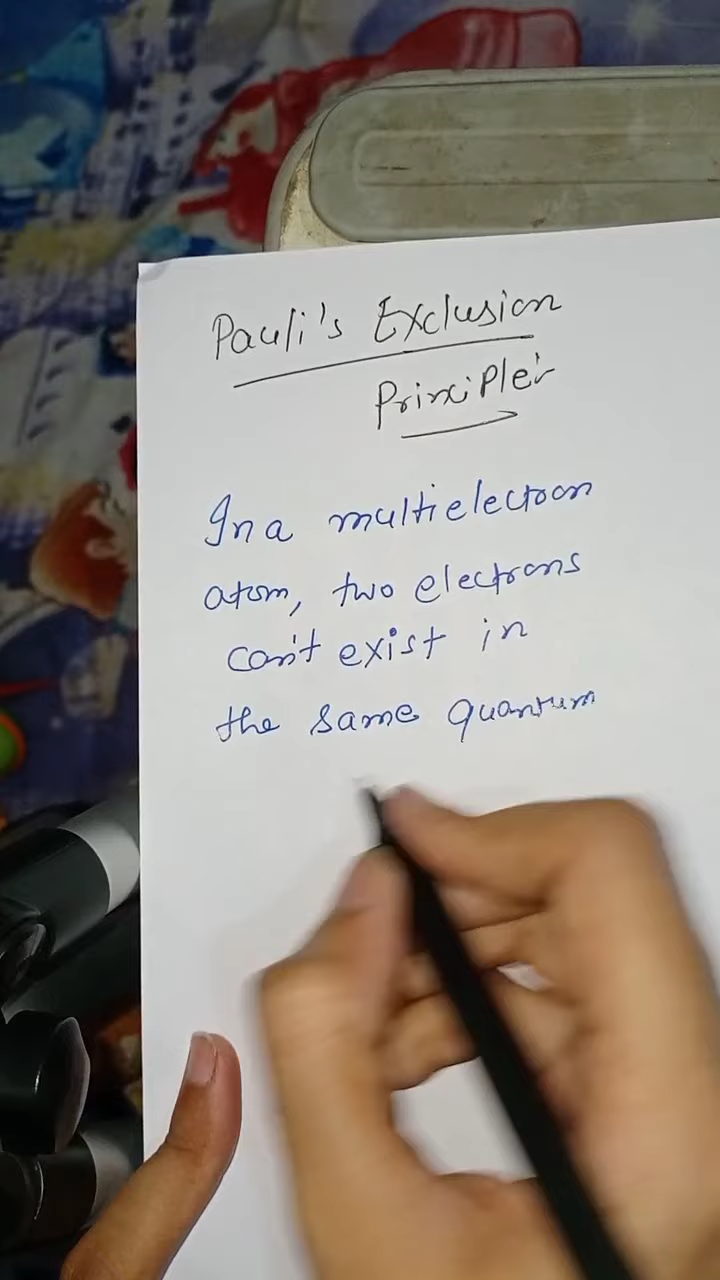 Pauli's Exclusion
Principle:
In a multielectron
atom, two electrons
can't exist in
the same quantum